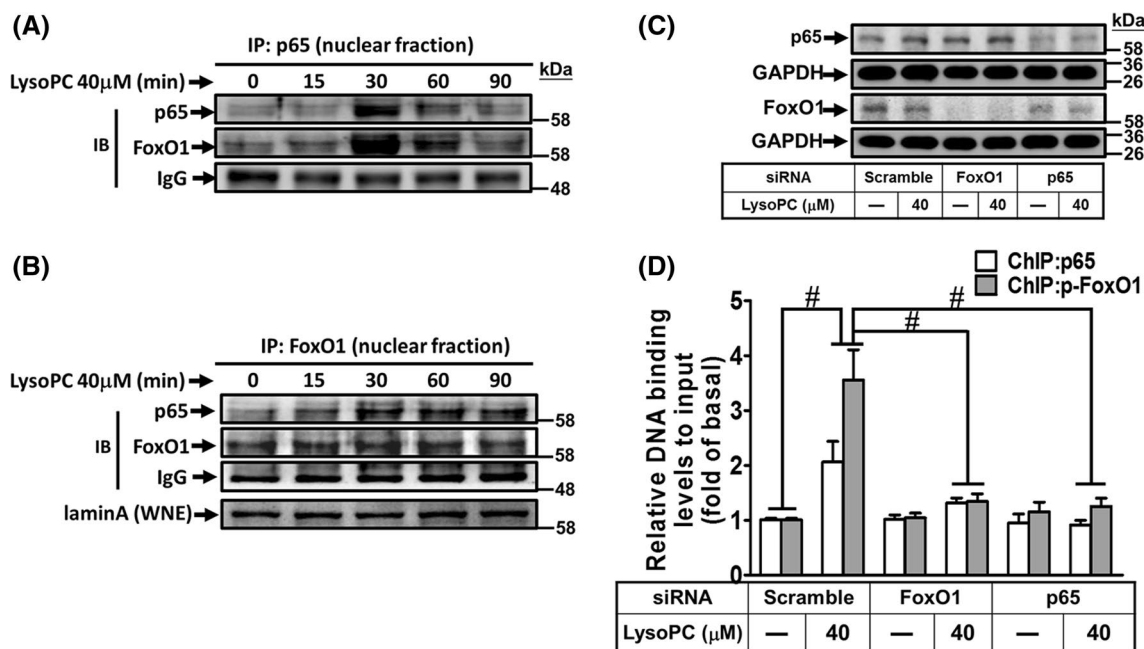 (A)
IP: p65 (nuclear fraction)
LysoPC 40μM (min) 0 15 30 60 90 kDa
p65 58
IB FoxO1 58
IgG 48
(B)
IP: FoxO1 (nuclear fraction)
LysoPC 40μM (min) 0 15 30 60 90
p65 58
IB FoxO1 58
IgG 48
laminA (WNE) 58
(C)
kDa
p65 58
GAPDH 36
26
FoxO1 58
GAPDH 36
26
siRNA Scramble FoxO1 p65
LysoPC (μM) — 40 — 40 — 40
(D)
ChIP:p65
ChIP:p-FoxO1
# # #
Relative DNA binding
levels to input
(fold of basal)
5
4
3
2
1
0
siRNA Scramble FoxO1 p65
LysoPC (μM) — 40 — 40 — 40